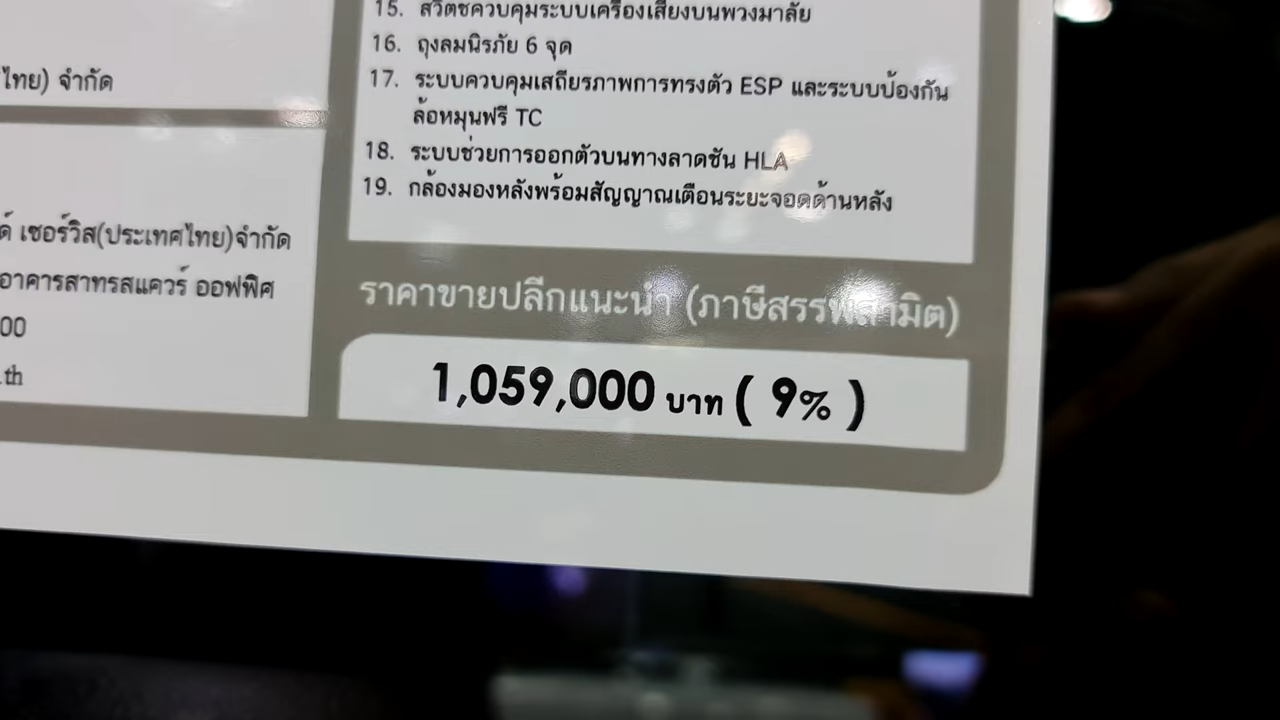 ไทย) จำกัด
ด์ เซอร์วิส(ประเทศไทย)จำกัด
อาคารสาทรสแควร์ ออฟฟิศ
00
.th
15. สวิตช์ควบคุมระบบเครื่องเสียงบนพวงมาลัย
16. ถุงลมนิรภัย 6 จุด
17. ระบบควบคุมเสถียรภาพการทรงตัว ESP และระบบป้องกัน
ล้อหมุนฟรี TC
18. ระบบช่วยการออกตัวบนทางลาดชัน HLA
19. กล้องมองหลังพร้อมสัญญาณเตือนระยะจอดด้านหลัง
ราคาขายปลีกแนะนำ (ภาษีสรรพสามิต)
1,059,000 บาท ( 9% )